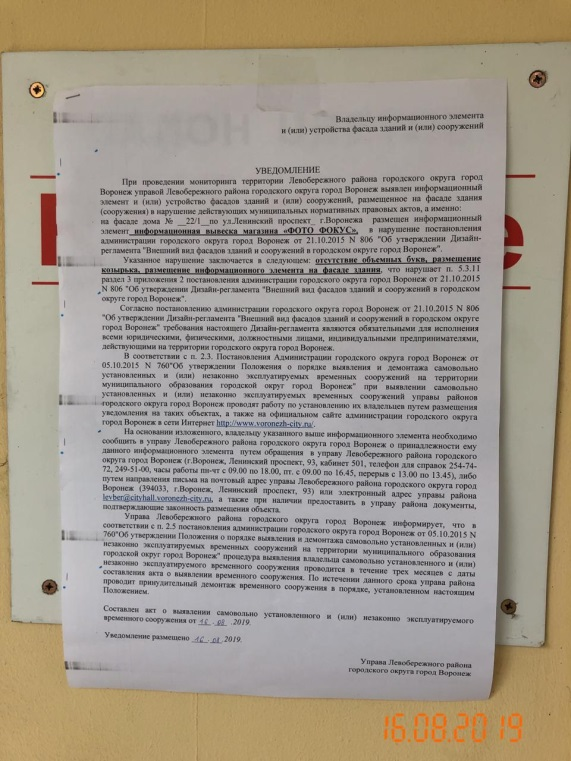 Владельцу информационного элемента
и (или) устройства фасада зданий и (или) сооружений
УВЕДОМЛЕНИЕ
При проведении мониторинга территории Левобережного района городского округа город
Воронеж управой Левобережного района городского округа город Воронеж выявлен информационный
элемент и (или) устройство фасадов зданий и (или) сооружений, размещенное на фасаде здания
(сооружения) в нарушение действующих муниципальных нормативных правовых актов, а именно:
на фасаде дома № 22/1 по ул.Ленинский проспект г.Воронежа размещен информационный
элемент информационная вывеска магазина «ФОТО ФОКУС», в нарушение постановления
администрации городского округа город Воронеж от 21.10.2015 N 806 "Об утверждении Дизайн-
регламента "Внешний вид фасадов зданий и сооружений в городском округе город Воронеж".
Указанное нарушение заключается в следующем: отсутствие объемных букв, размещение
козырька, размещение информационного элемента на фасаде здания, что нарушает п. 5.3.11
раздел 3 приложения 2 постановления администрации городского округа город Воронеж от 21.10.2015
N 806 "Об утверждении Дизайн-регламента "Внешний вид фасадов зданий и сооружений в городском
округе город Воронеж".
Согласно постановлению администрации городского округа город Воронеж от 21.10.2015 N 806
"Об утверждении Дизайн-регламента "Внешний вид фасадов зданий и сооружений в городском округе
город Воронеж" требования настоящего Дизайн-регламента являются обязательными для исполнения
всеми юридическими, физическими, должностными лицами, индивидуальными предпринимателями,
действующими на территории городского округа город Воронеж.
В соответствии с п. 2.3. Постановления Администрации городского округа город Воронеж от
05.10.2015 N 760"Об утверждении Положения о порядке выявления и демонтажа самовольно
установленных и (или) незаконно эксплуатируемых временных сооружений на территории
муниципального образования городской округ город Воронеж" при выявлении самовольно
установленных и (или) незаконно эксплуатируемых временных сооружений управы районов
городского округа город Воронеж проводят работу по установлению их владельцев путем размещения
уведомления на таких объектах, а также на официальном сайте администрации городского округа
город Воронеж в сети Интернет http://www.voronezh-city.ru/.
На основании изложенного, владельцу указанного выше информационного элемента необходимо
сообщить в управу Левобережного района городского округа город Воронеж о принадлежности ему
данного информационного элемента путем обращения в управу Левобережного района городского
округа город Воронеж (г.Воронеж, Ленинский проспект, 93, кабинет 501, телефон для справок 254-74-
72, 249-51-00, часы работы пн-чт с 09.00 по 18.00, пт. с 09.00 по 16.45, перерыв с 13.00 по 13.45), либо
путем направления письма на почтовый адрес управы Левобережного района городского округа город
Воронеж (394033, г.Воронеж, Ленинский проспект, 93) или электронный адрес управы района
levber@cityhall.voronezh-city.ru, а также при наличии предоставить в управу района документы,
подтверждающие законность размещения объекта.
Управа Левобережного района городского округа город Воронеж информирует, что в
соответствии с п. 2.5 постановления администрации городского округа город Воронеж от 05.10.2015 N
760"Об утверждении Положения о порядке выявления и демонтажа самовольно установленных и (или)
незаконно эксплуатируемых временных сооружений на территории муниципального образования
городской округ город Воронеж" процедура выявления владельца самовольно установленного и (или)
незаконно эксплуатируемого временного сооружения проводится в течение трех месяцев с даты
составления акта о выявлении временного сооружения. По истечении данного срока управа района
проводит принудительный демонтаж временного сооружения в порядке, установленном настоящим
Положением.
Составлен акт о выявлении самовольно установленного и (или) незаконно эксплуатируемого
временного сооружения от 16.08.2019.
Уведомление размещено 16.08.2019.
Управа Левобережного района
городского округа город Воронеж
16.08.2019